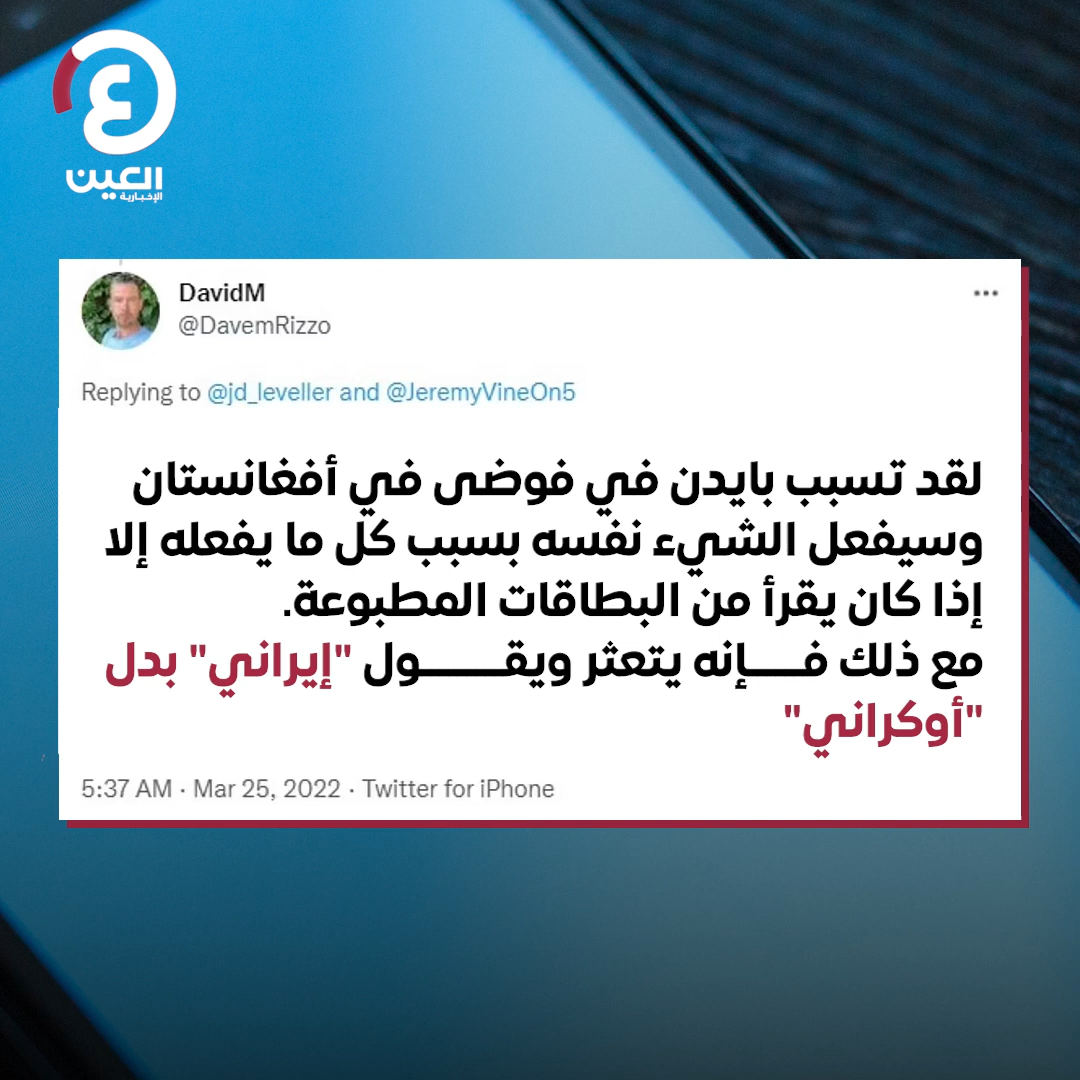 العين
الإخبارية
DavidM
@DavemRizzo
Replying to @jd_leveller and @JeremyVineOn5
لقد تسبب بايدن في فوضى في أفغانستان
وسيفعل الشيء نفسه بسبب كل ما يفعله إلا
إذا كان يقرأ من البطاقات المطبوعة.
مع ذلك فــــإنه يتعثر ويقــــــــول "إيراني" بدل
"أوكراني"
5:37 AM · Mar 25, 2022 · Twitter for iPhone